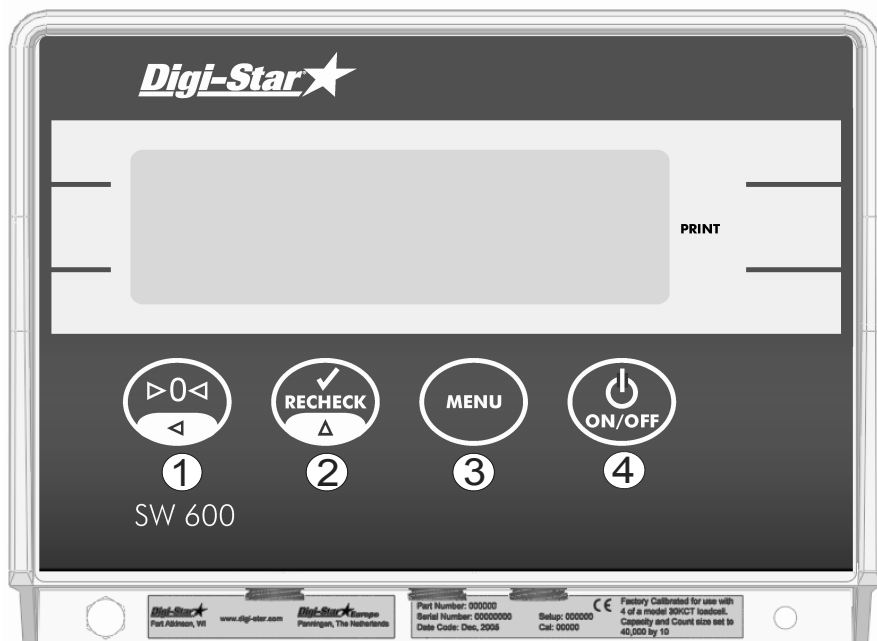 Digi-Star
PRINT
▷0◁
RECHECK
MENU
ON/OFF
1
2
3
4
SW 600
Digi-Star
Fort Atkinson, WI
www.digi-star.com
Digi-Star Europe
Panningen, The Netherlands
Part Number: 000000
Serial Number: 00000000
Date Code: Dec, 2005
Setup: 000000
Cal: 00000
CE
Factory Calibrated for use with
4 of a model 30KCT loadcell.
Capacity and Count size set to
40,000 by 10